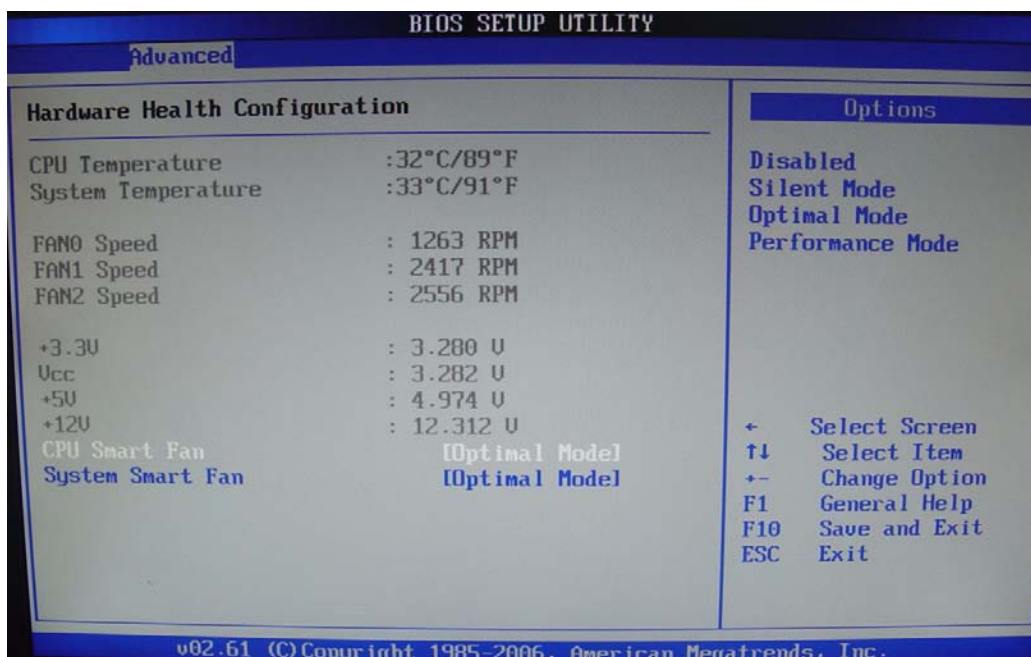 BIOS SETUP UTILITY
Advanced
Hardware Health Configuration
CPU Temperature :32°C/89°F
System Temperature :33°C/91°F
FAN0 Speed : 1263 RPM
FAN1 Speed : 2417 RPM
FAN2 Speed : 2556 RPM
+3.3V : 3.280 V
Vcc : 3.282 V
+5V : 4.974 V
+12V : 12.312 V
CPU Smart Fan [Optimal Mode]
System Smart Fan [Optimal Mode]
Options
Disabled
Silent Mode
Optimal Mode
Performance Mode
← Select Screen
↑↓ Select Item
+- Change Option
F1 General Help
F10 Save and Exit
ESC Exit
v02.61 (C)Copyright 1985-2006, American Megatrends, Inc.